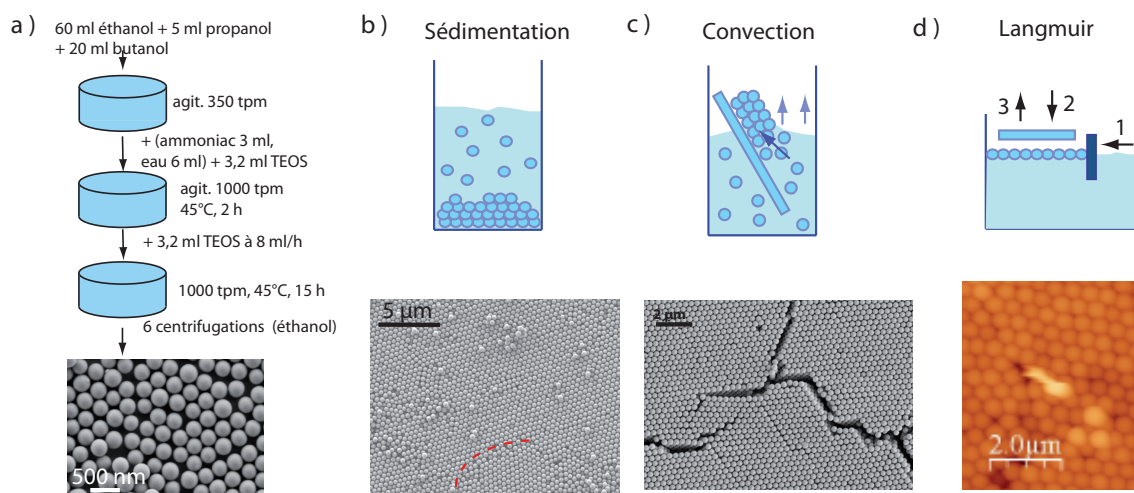 a )
60 ml éthanol + 5 ml propanol
+ 20 ml butanol
agit. 350 tpm
+ (ammoniac 3 ml,
eau 6 ml) + 3,2 ml TEOS
agit. 1000 tpm
45°C, 2 h
+ 3,2 ml TEOS à 8 ml/h
1000 tpm, 45°C, 15 h
6 centrifugations (éthanol)
500 nm
b )
Sédimentation
5 µm
c )
Convection
2 µm
d )
Langmuir
3
2
1
2.0µm